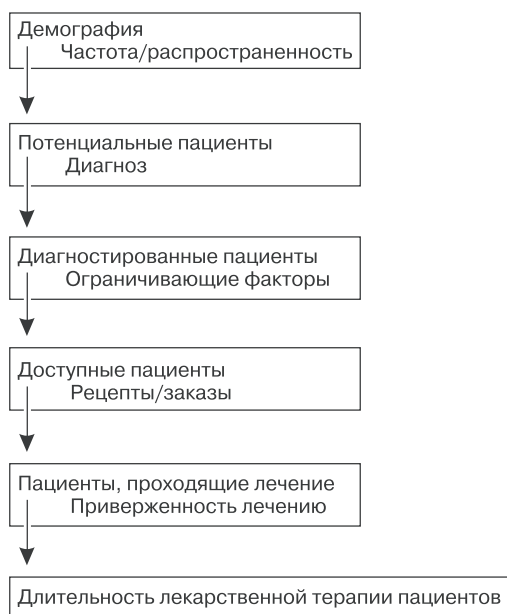 Демография
Частота/распространенность
Потенциальные пациенты
Диагноз
Диагностированные пациенты
Ограничивающие факторы
Доступные пациенты
Рецепты/заказы
Пациенты, проходящие лечение
Приверженность лечению
Длительность лекарственной терапии пациентов